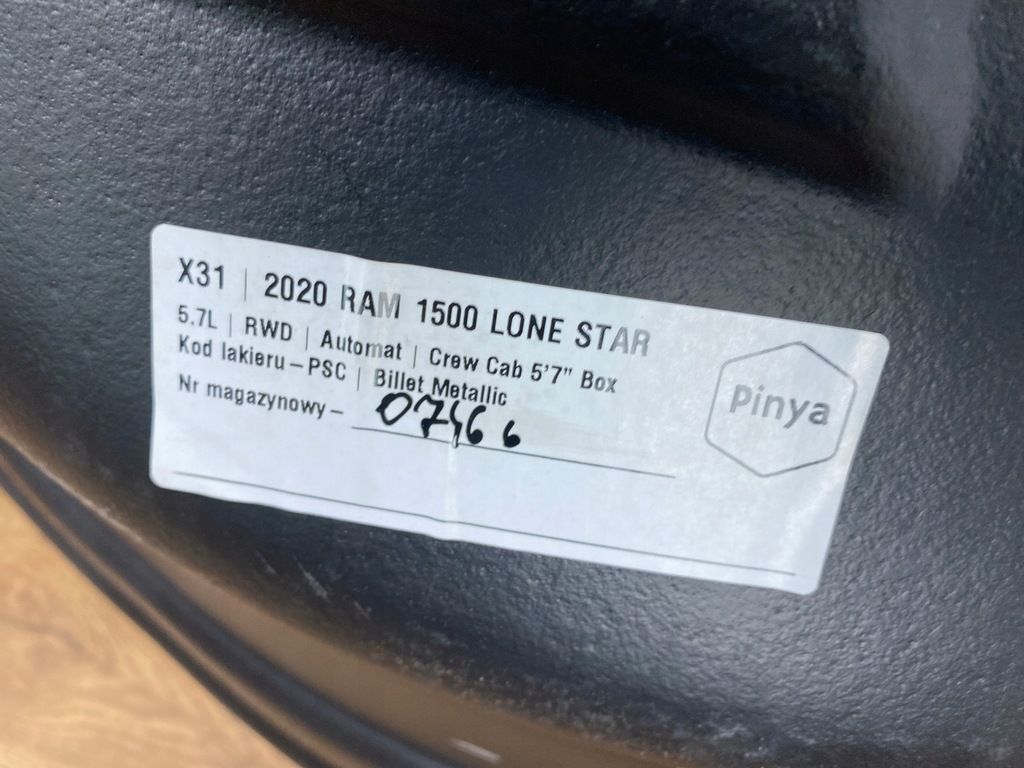 X31 | 2020 RAM 1500 LONE STAR
5.7L | RWD | Automat | Crew Cab 5'7" Box
Kod lakieru – PSC | Billet Metallic
Nr magazynowy –
Pinya